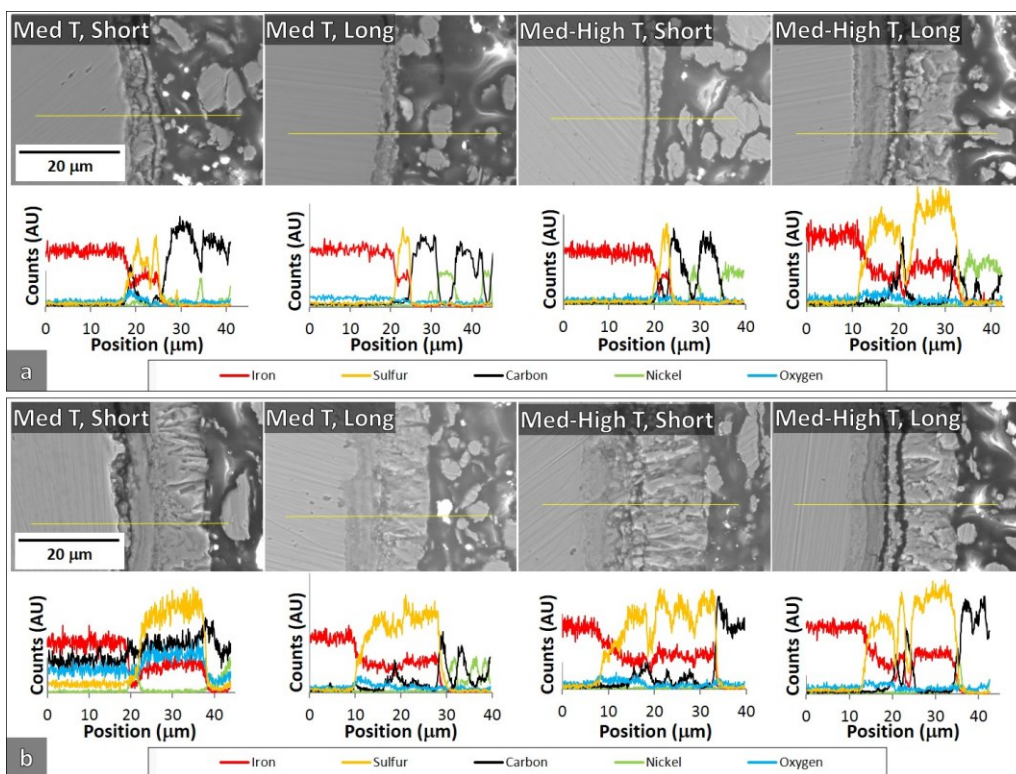 Med T, Short
Med T, Long
Med-High T, Short
Med-High T, Long
20 µm
Counts (AU)
Counts (AU)
Counts (AU)
Counts (AU)
0 10 20 30 40
0 10 20 30 40
0 10 20 30 40
0 10 20 30 40
Position (µm)
Position (µm)
Position (µm)
Position (µm)
a
Iron Sulfur Carbon Nickel Oxygen
Med T, Short
Med T, Long
Med-High T, Short
Med-High T, Long
20 µm
Counts (AU)
Counts (AU)
Counts (AU)
Counts (AU)
0 10 20 30 40
0 10 20 30 40
0 10 20 30 40
0 10 20 30 40
Position (µm)
Position (µm)
Position (µm)
Position (µm)
b
Iron Sulfur Carbon Nickel Oxygen